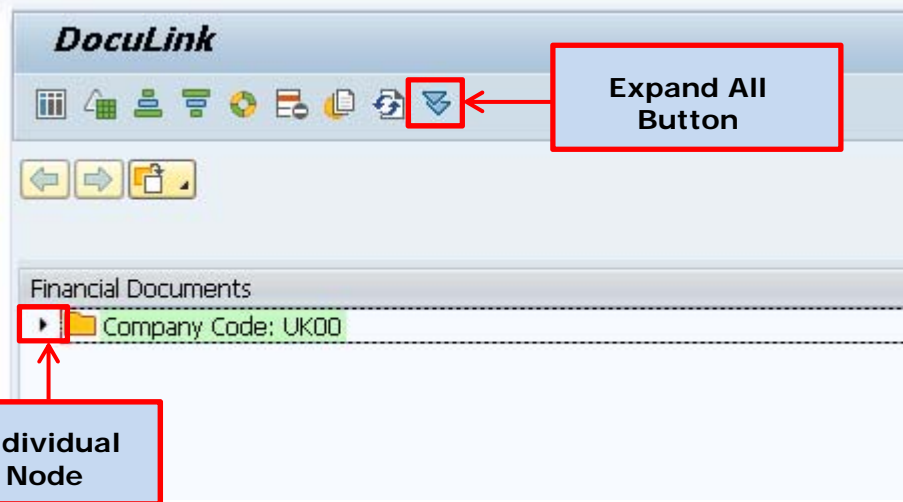 DocuLink
Expand All
Button
Financial Documents
Company Code: UK00
dividual
Node